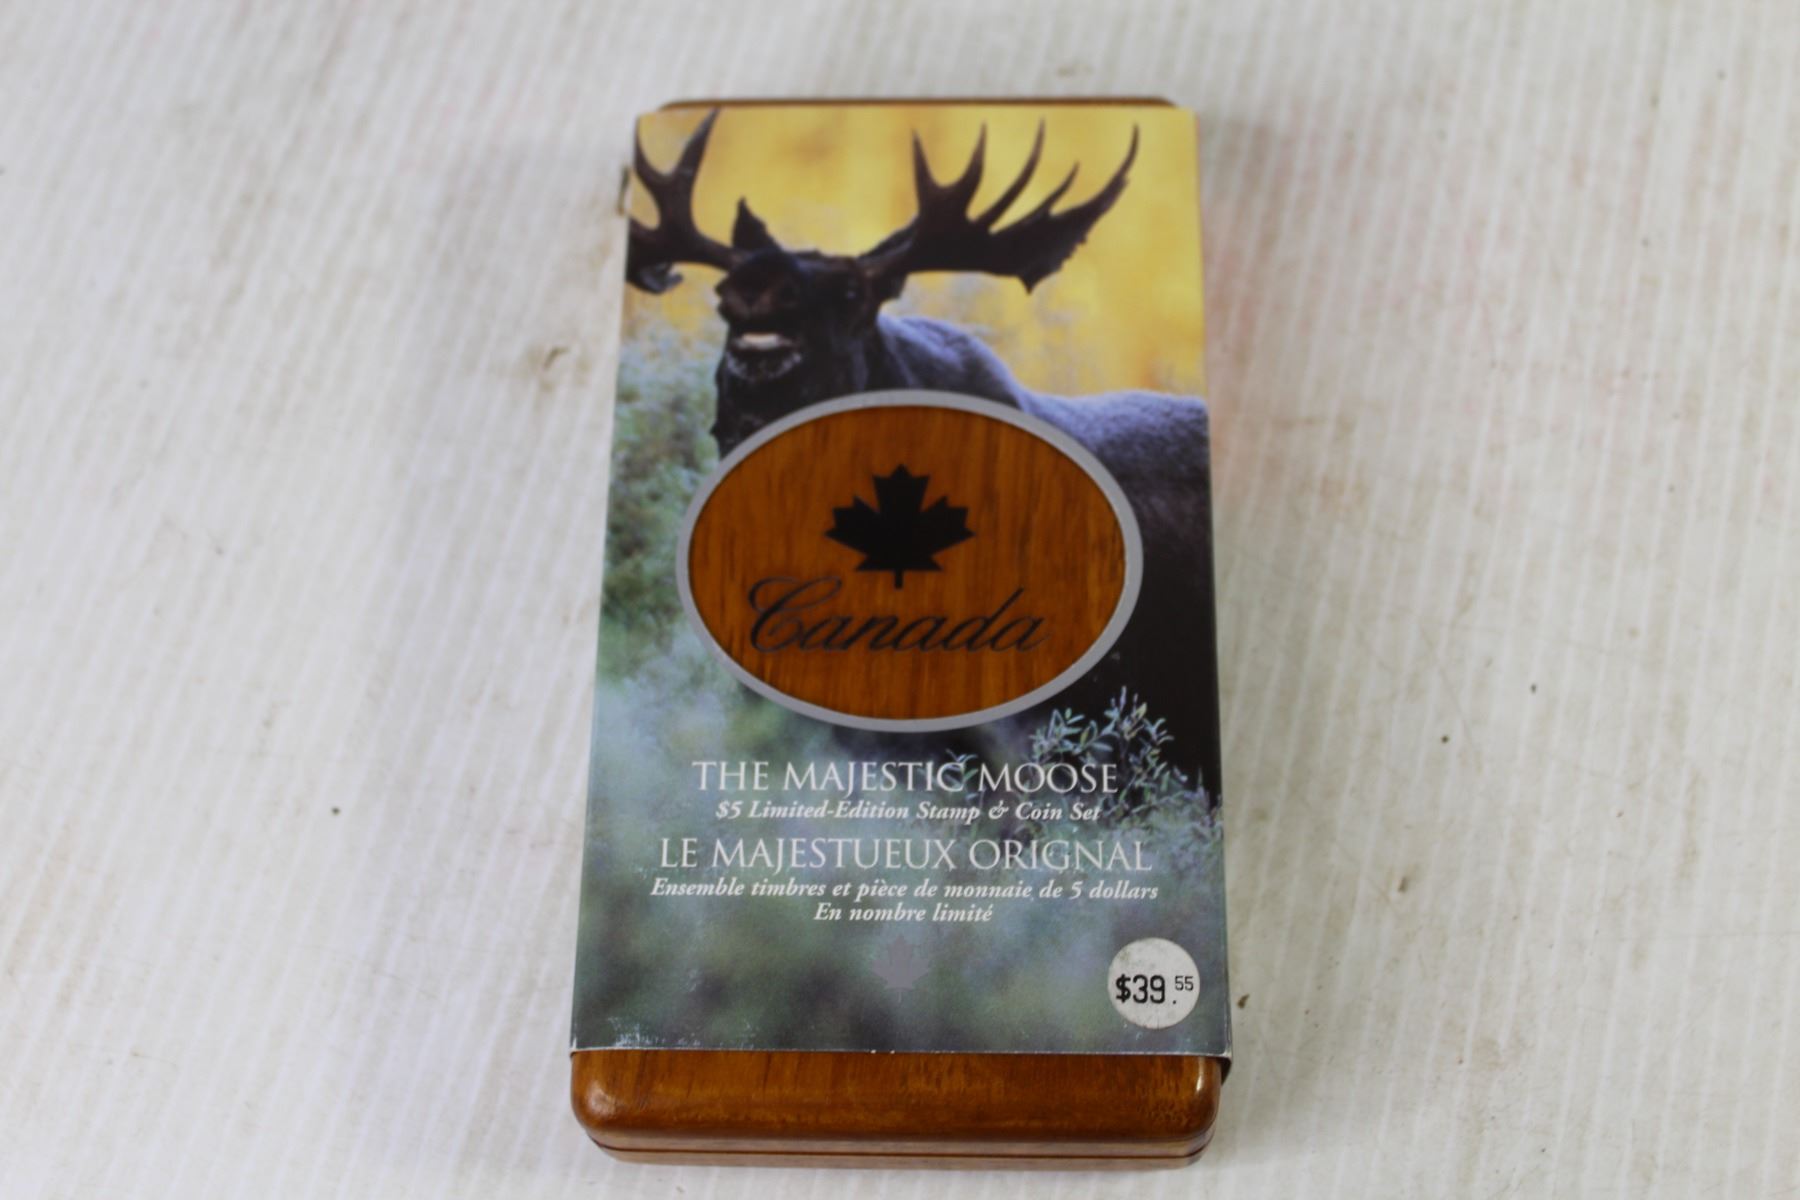 Canada
THE MAJESTIC MOOSE
$5 Limited-Edition Stamp & Coin Set
LE MAJESTUEUX ORIGNAL
Ensemble timbres et pièce de monnaie de 5 dollars
En nombre limité
$39.55